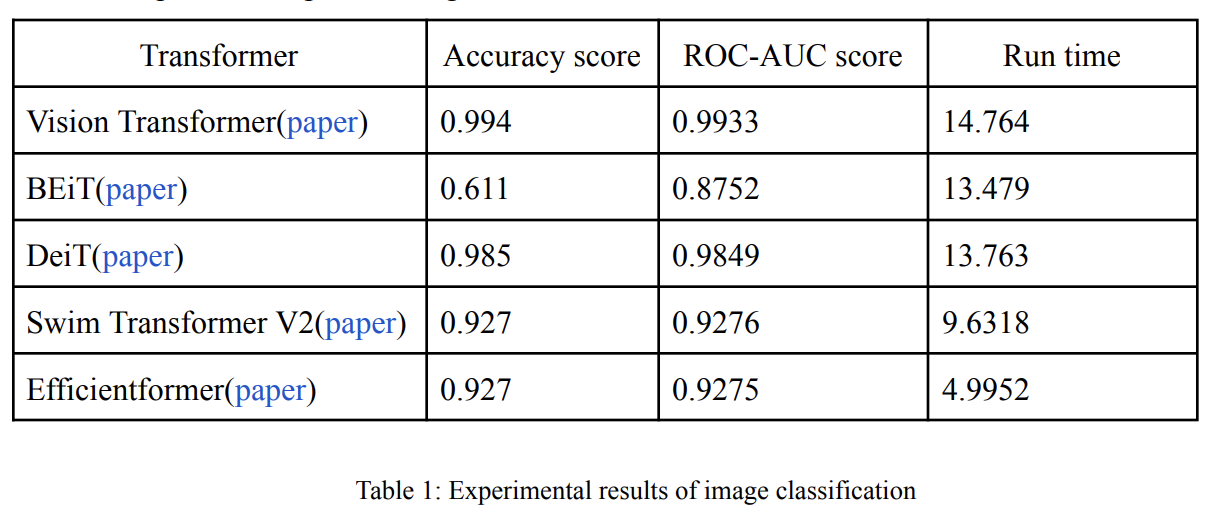 Transformer Accuracy score ROC-AUC score Run time
Vision Transformer(paper) 0.994 0.9933 14.764
BEiT(paper) 0.611 0.8752 13.479
DeiT(paper) 0.985 0.9849 13.763
Swim Transformer V2(paper) 0.927 0.9276 9.6318
Efficientformer(paper) 0.927 0.9275 4.9952
Table 1: Experimental results of image classification